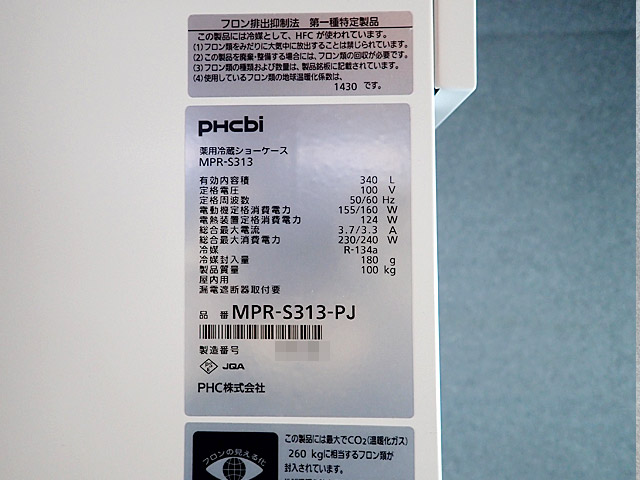 フロン排出抑制法 第一種特定製品
この製品には冷媒として、HFC が使われています。
(1)フロン類をみだりに大気中に放出することは禁じられています。
(2)この製品を廃棄・整備する場合には、フロン類の回収が必要です。
(3)フロン類の種類および数量は、製品銘板に記載されています。
(4)使用しているフロン類の地球温暖化係数は、
1430 です。
PHCbi
薬用冷蔵ショーケース
MPR-S313
有効内容積 340 L
定格電圧 100 V
定格周波数 50/60 Hz
電動機定格消費電力 155/160 W
電熱装置定格消費電力 124 W
総合最大電流 3.7/3.3 A
総合最大消費電力 230/240 W
冷媒 R-134a
冷媒封入量 180 g
製品質量 100 kg
屋内用
漏電遮断器取付要
品番 MPR-S313-PJ
製造番号
JQA
PHC株式会社
フロンの見える化
この製品には最大でCO2(温暖化ガス)
260 kgに相当するフロン類が
封入されています。